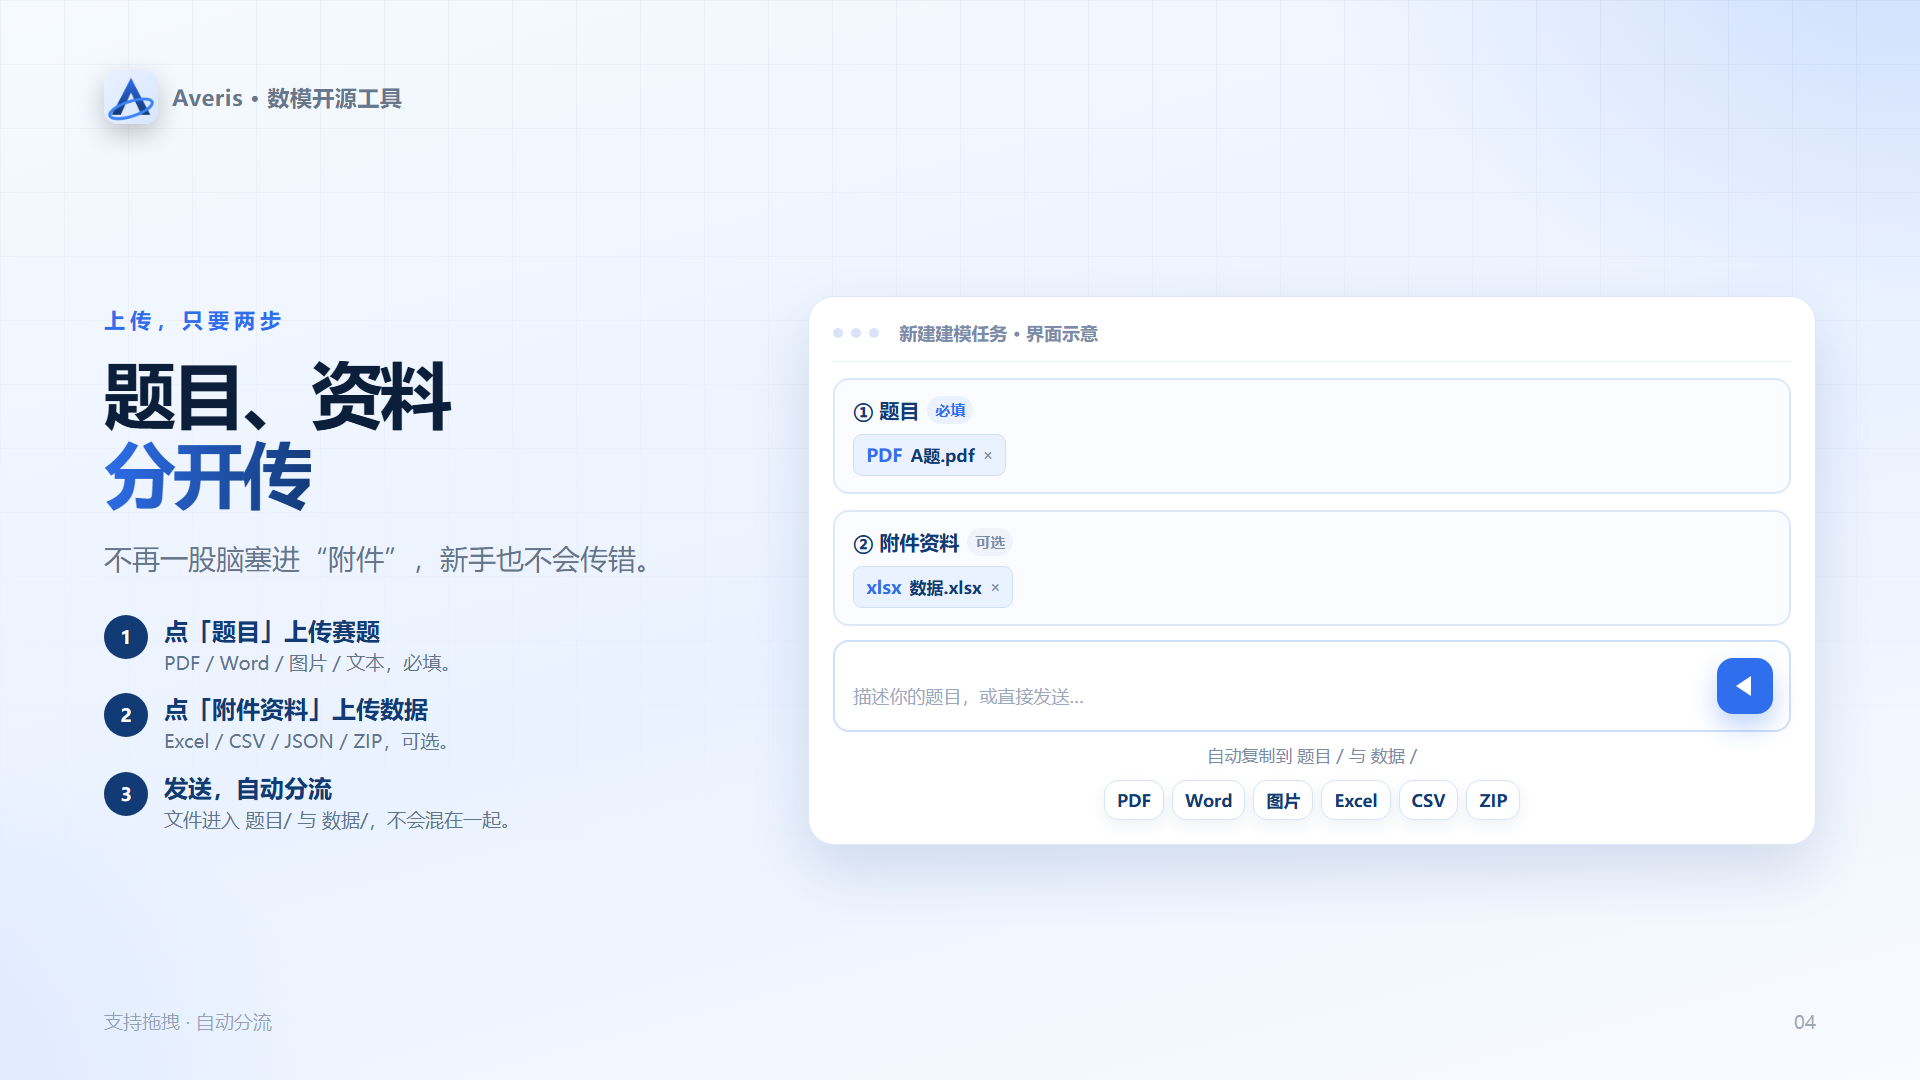 Averis · 数模开源工具
上传，只要两步
题目、资料
分开传
不再一股脑塞进“附件”，新手也不会传错。
1
点「题目」上传赛题
PDF / Word / 图片 / 文本，必填。
2
点「附件资料」上传数据
Excel / CSV / JSON / ZIP，可选。
3
发送，自动分流
文件进入 题目/ 与 数据/，不会混在一起。
新建建模任务 · 界面示意
① 题目 必填
PDF A题.pdf ×
② 附件资料 可选
xlsx 数据.xlsx ×
描述你的题目，或直接发送...
自动复制到 题目 / 与 数据 /
PDF Word 图片 Excel CSV ZIP
支持拖拽 · 自动分流
04